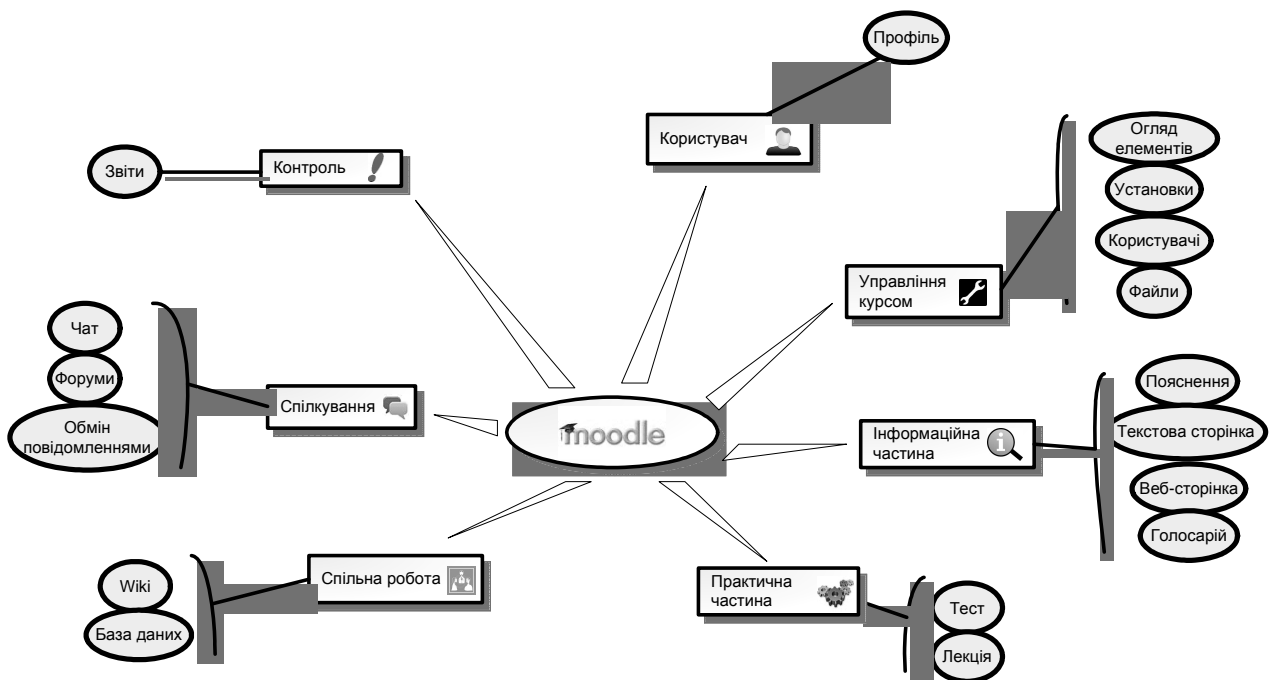 Профіль
Користувач
Огляд
елементів
Установки
Користувачі
Файли
Управління
курсом
Контроль
Звіти
Чат
Форуми
Обмін
повідомленнями
Спілкування
moodle
Інформаційна
частина
Пояснення
Текстова сторінка
Веб-сторінка
Голосарій
Wiki
База даних
Спільна робота
Практична
частина
Тест
Лекція